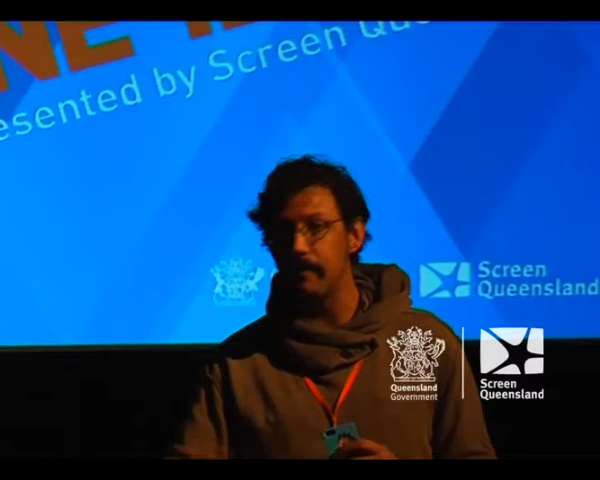 esented by Screen Qu
Screen
Queensland
Queensland
Government
Screen
Queensland